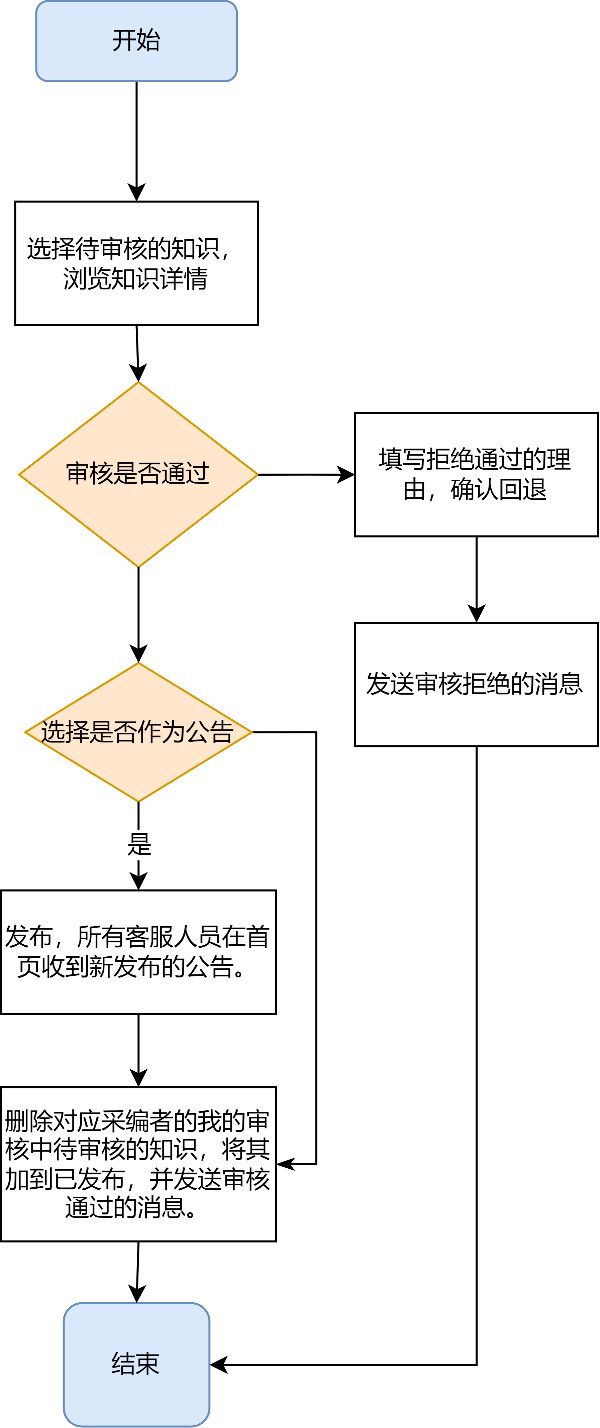 开始
选择待审核的知识，
浏览知识详情
审核是否通过
填写拒绝通过的理
由，确认回退
发送审核拒绝的消息
选择是否作为公告
是
发布，所有客服人员在首
页收到新发布的公告。
删除对应采编者的我的审
核中待审核的知识，将其
加到已发布，并发送审核
通过的消息。
结束